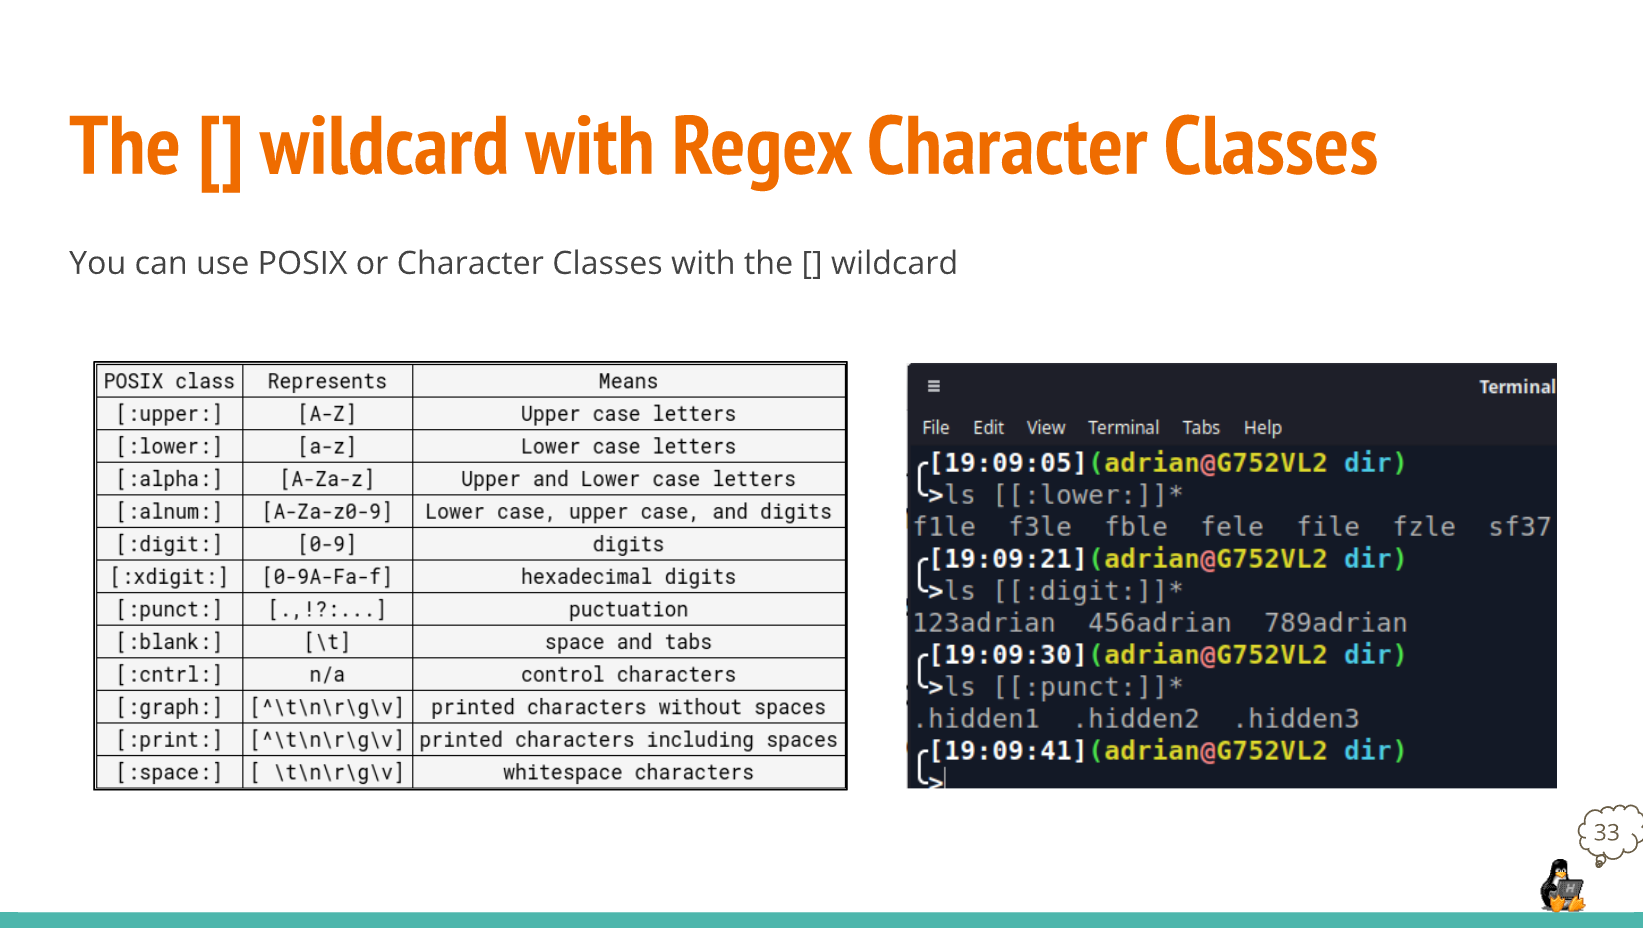 The [] wildcard with Regex Character Classes
You can use POSIX or Character Classes with the [] wildcard
POSIX class Represents Means
[:upper:] [A-Z] Upper case letters
[:lower:] [a-z] Lower case letters
[:alpha:] [A-Za-z] Upper and Lower case letters
[:alnum:] [A-Za-z0-9] Lower case, upper case, and digits
[:digit:] [0-9] digits
[:xdigit:] [0-9A-Fa-f] hexadecimal digits
[:punct:] [.,!?:...] puctuation
[:blank:] [\t] space and tabs
[:cntrl:] n/a control characters
[:graph:] [^\t\n\r\g\v] printed characters without spaces
[:print:] [^\t\n\r\g\v] printed characters including spaces
[:space:] [ \t\n\r\g\v] whitespace characters
Terminal
File Edit View Terminal Tabs Help
[19:09:05](adrian@G752VL2 dir)
>ls [[:lower:]]*
f1le f3le fble fele file fzle sf37
[19:09:21](adrian@G752VL2 dir)
>ls [[:digit:]]*
123adrian 456adrian 789adrian
[19:09:30](adrian@G752VL2 dir)
>ls [[:punct:]]*
.hidden1 .hidden2 .hidden3
[19:09:41](adrian@G752VL2 dir)
>
33
H